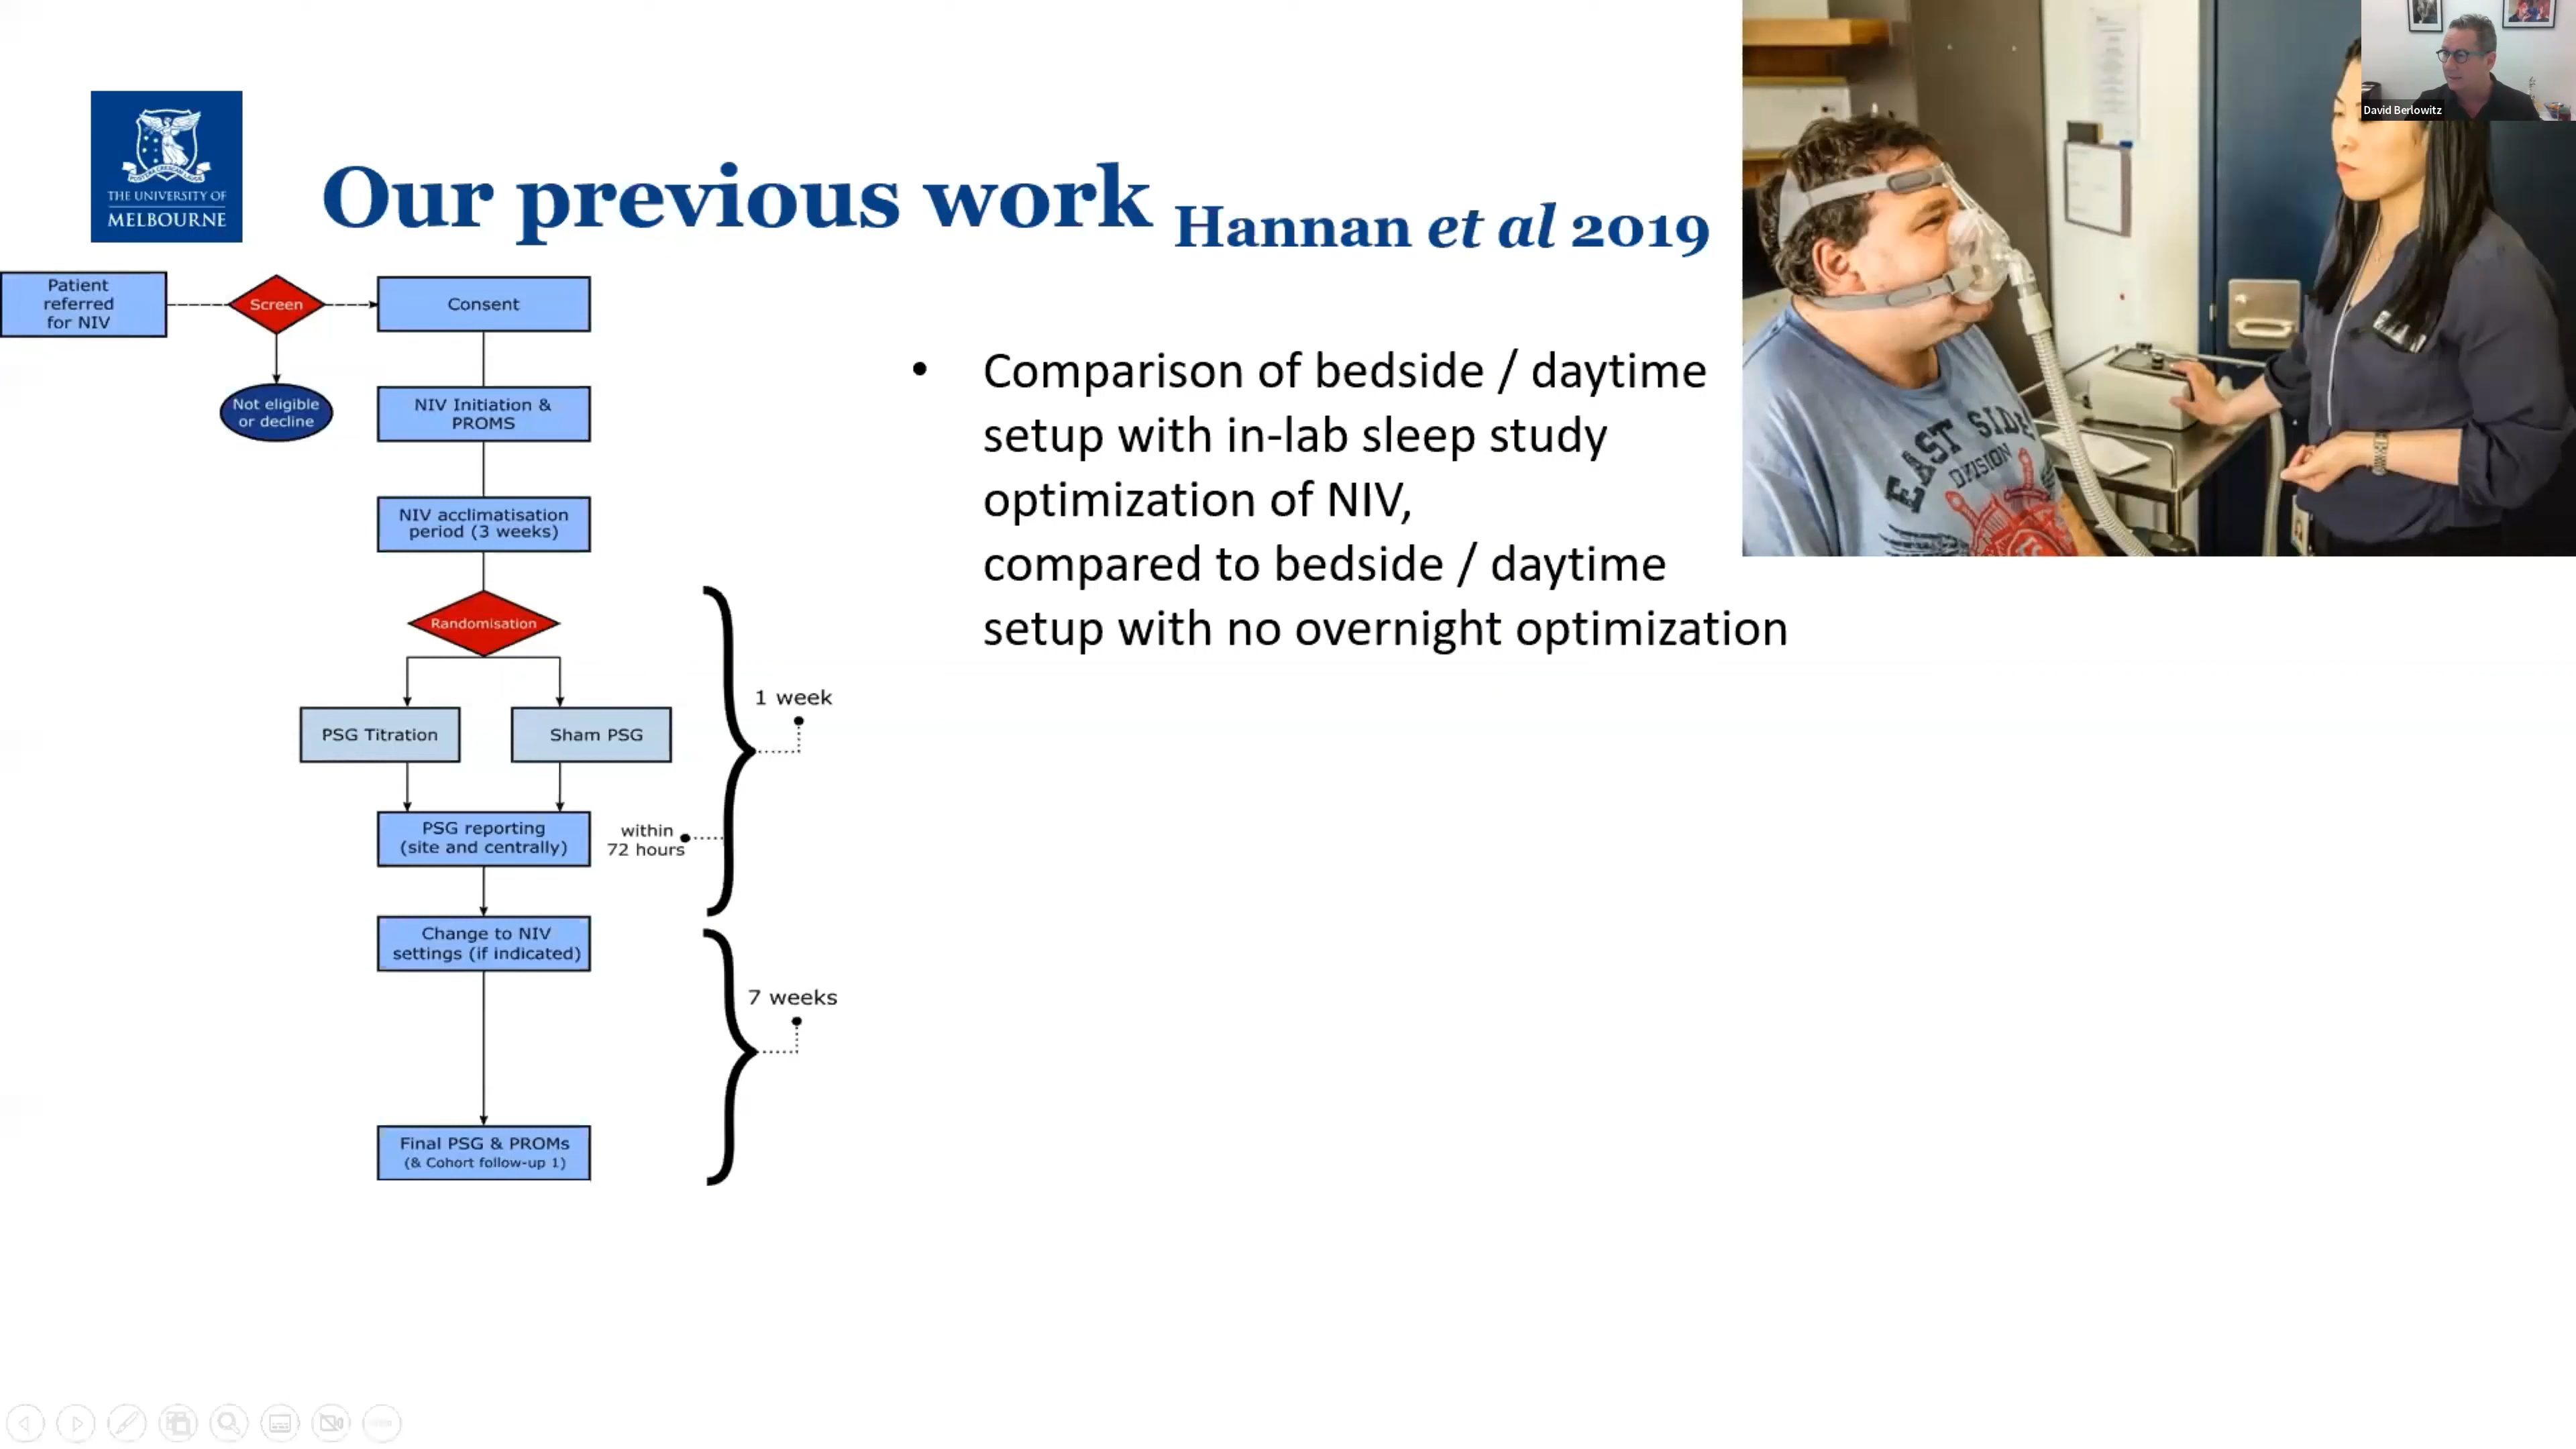 David Berlowitz
THE UNIVERSITY OF
MELBOURNE
Our previous work Hannan et al 2019
Patient
referred
for NIV
Screen
Consent
Not eligible
or decline
NIV Initiation &
PROMS
NIV acclimatisation
period (3 weeks)
Randomisation
PSG Titration
Sham PSG
1 week
PSG reporting
(site and centrally)
within
72 hours
Change to NIV
settings (if indicated)
7 weeks
Final PSG & PROMs
(& Cohort follow-up 1)
• Comparison of bedside / daytime
setup with in-lab sleep study
optimization of NIV,
compared to bedside / daytime
setup with no overnight optimization
EAST SIDE
DIVISION